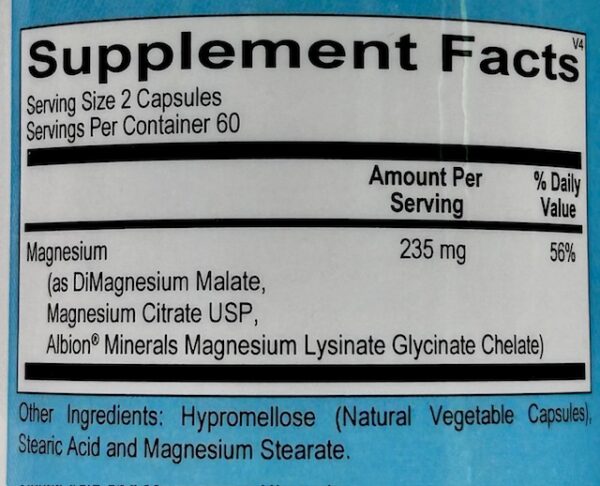 Supplement Facts V4
Serving Size 2 Capsules
Servings Per Container 60
Amount Per % Daily
Serving Value
Magnesium 235 mg 56%
(as DiMagnesium Malate,
Magnesium Citrate USP,
Albion® Minerals Magnesium Lysinate Glycinate Chelate)
Other Ingredients: Hypromellose (Natural Vegetable Capsules),
Stearic Acid and Magnesium Stearate.